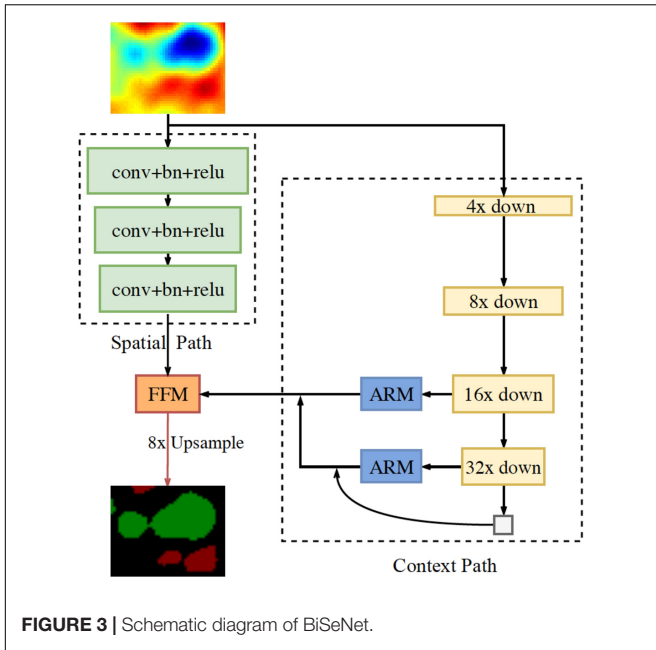 conv+bn+relu
conv+bn+relu
conv+bn+relu
Spatial Path
FFM
8x Upsample
4x down
8x down
ARM
16x down
ARM
32x down
Context Path
FIGURE 3 | Schematic diagram of BiSeNet.